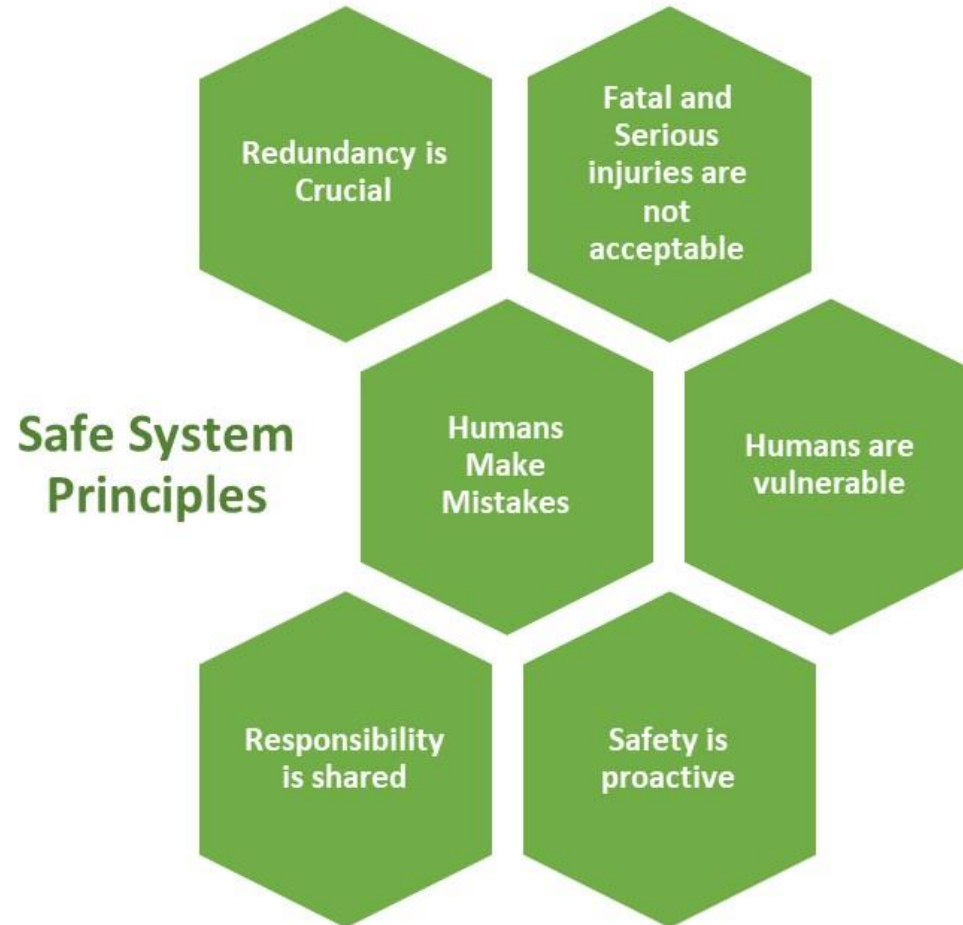 Redundancy is
Crucial
Fatal and
Serious
injuries are
not
acceptable
Safe System
Principles
Humans
Make
Mistakes
Humans are
vulnerable
Responsibility
is shared
Safety is
proactive